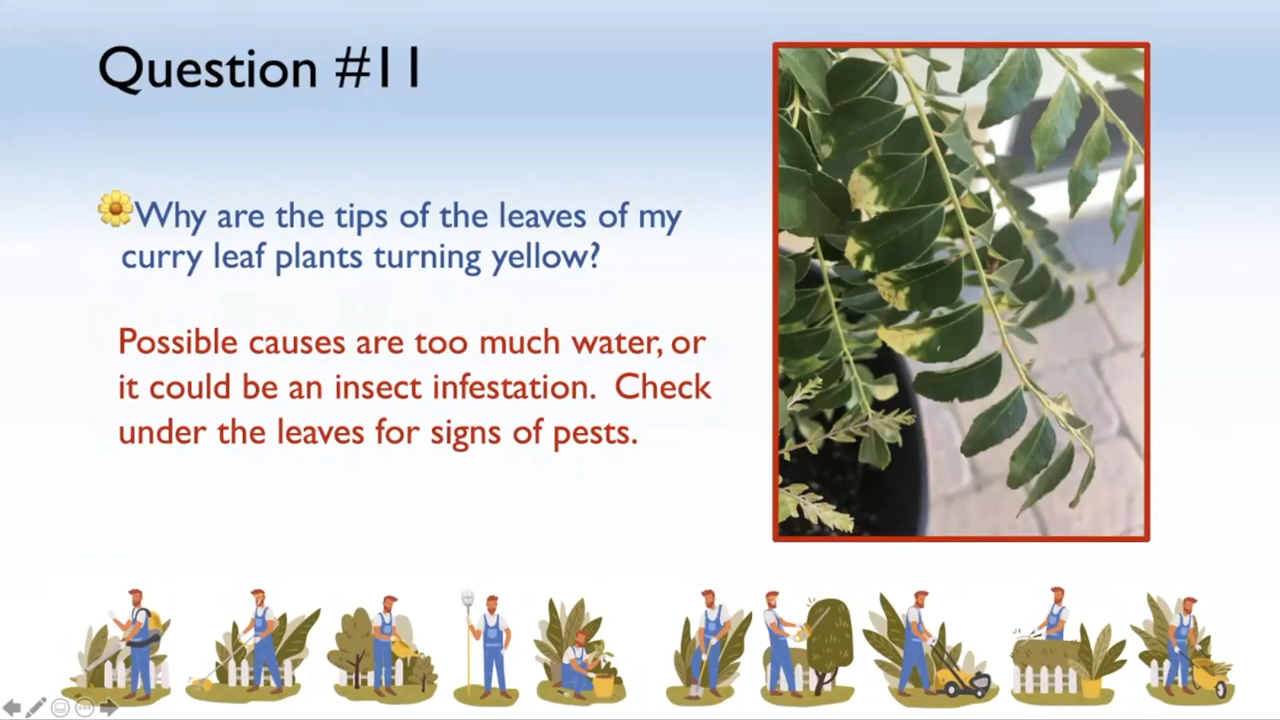 Question #11
Why are the tips of the leaves of my
curry leaf plants turning yellow?
Possible causes are too much water, or
it could be an insect infestation.  Check
under the leaves for signs of pests.